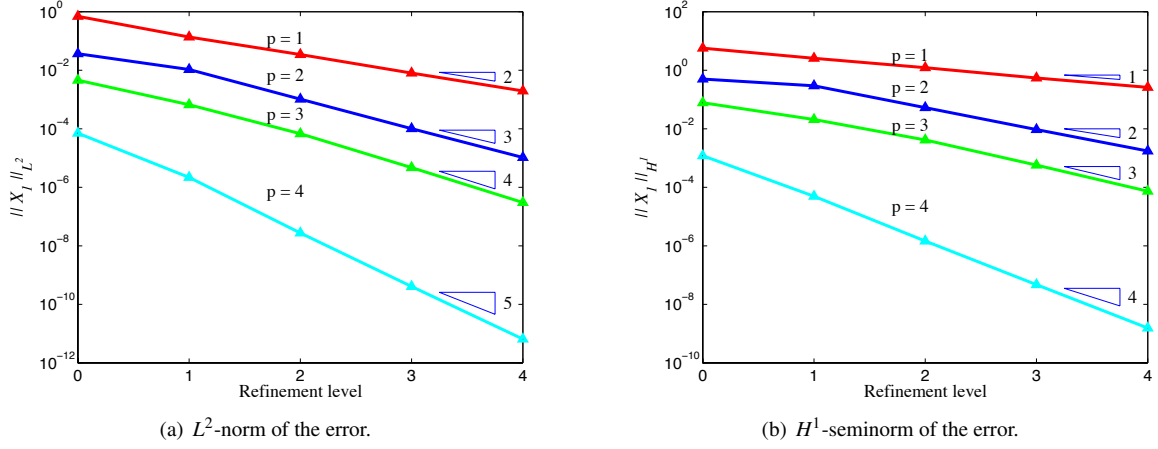 10^0
10^-2
10^-4
10^-6
10^-8
10^-10
10^-12
|| X_I ||_{L^2}
p = 1
p = 2
p = 3
p = 4
2
3
4
5
0 1 2 3 4
Refinement level
(a) L^2-norm of the error.
10^2
10^0
10^-2
10^-4
10^-6
10^-8
10^-10
|| X_I ||_{H^1}
p = 1
p = 2
p = 3
p = 4
1
2
3
4
0 1 2 3 4
Refinement level
(b) H^1-seminorm of the error.